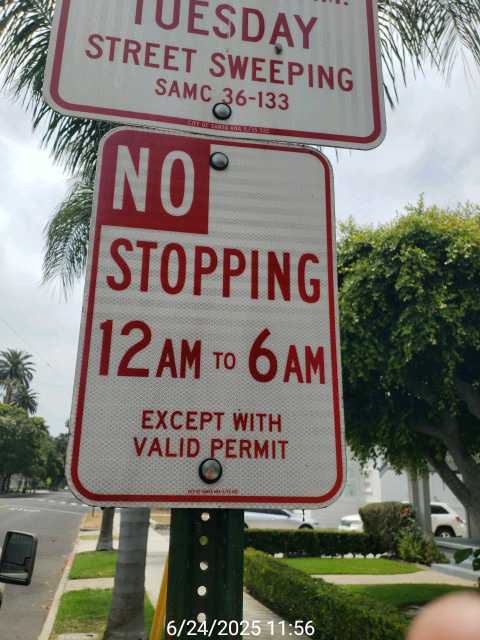 TUESDAY
STREET SWEEPING
SAMC 36-133
NO
STOPPING
12AM TO 6AM
EXCEPT WITH
VALID PERMIT
6/24/2025 11:56